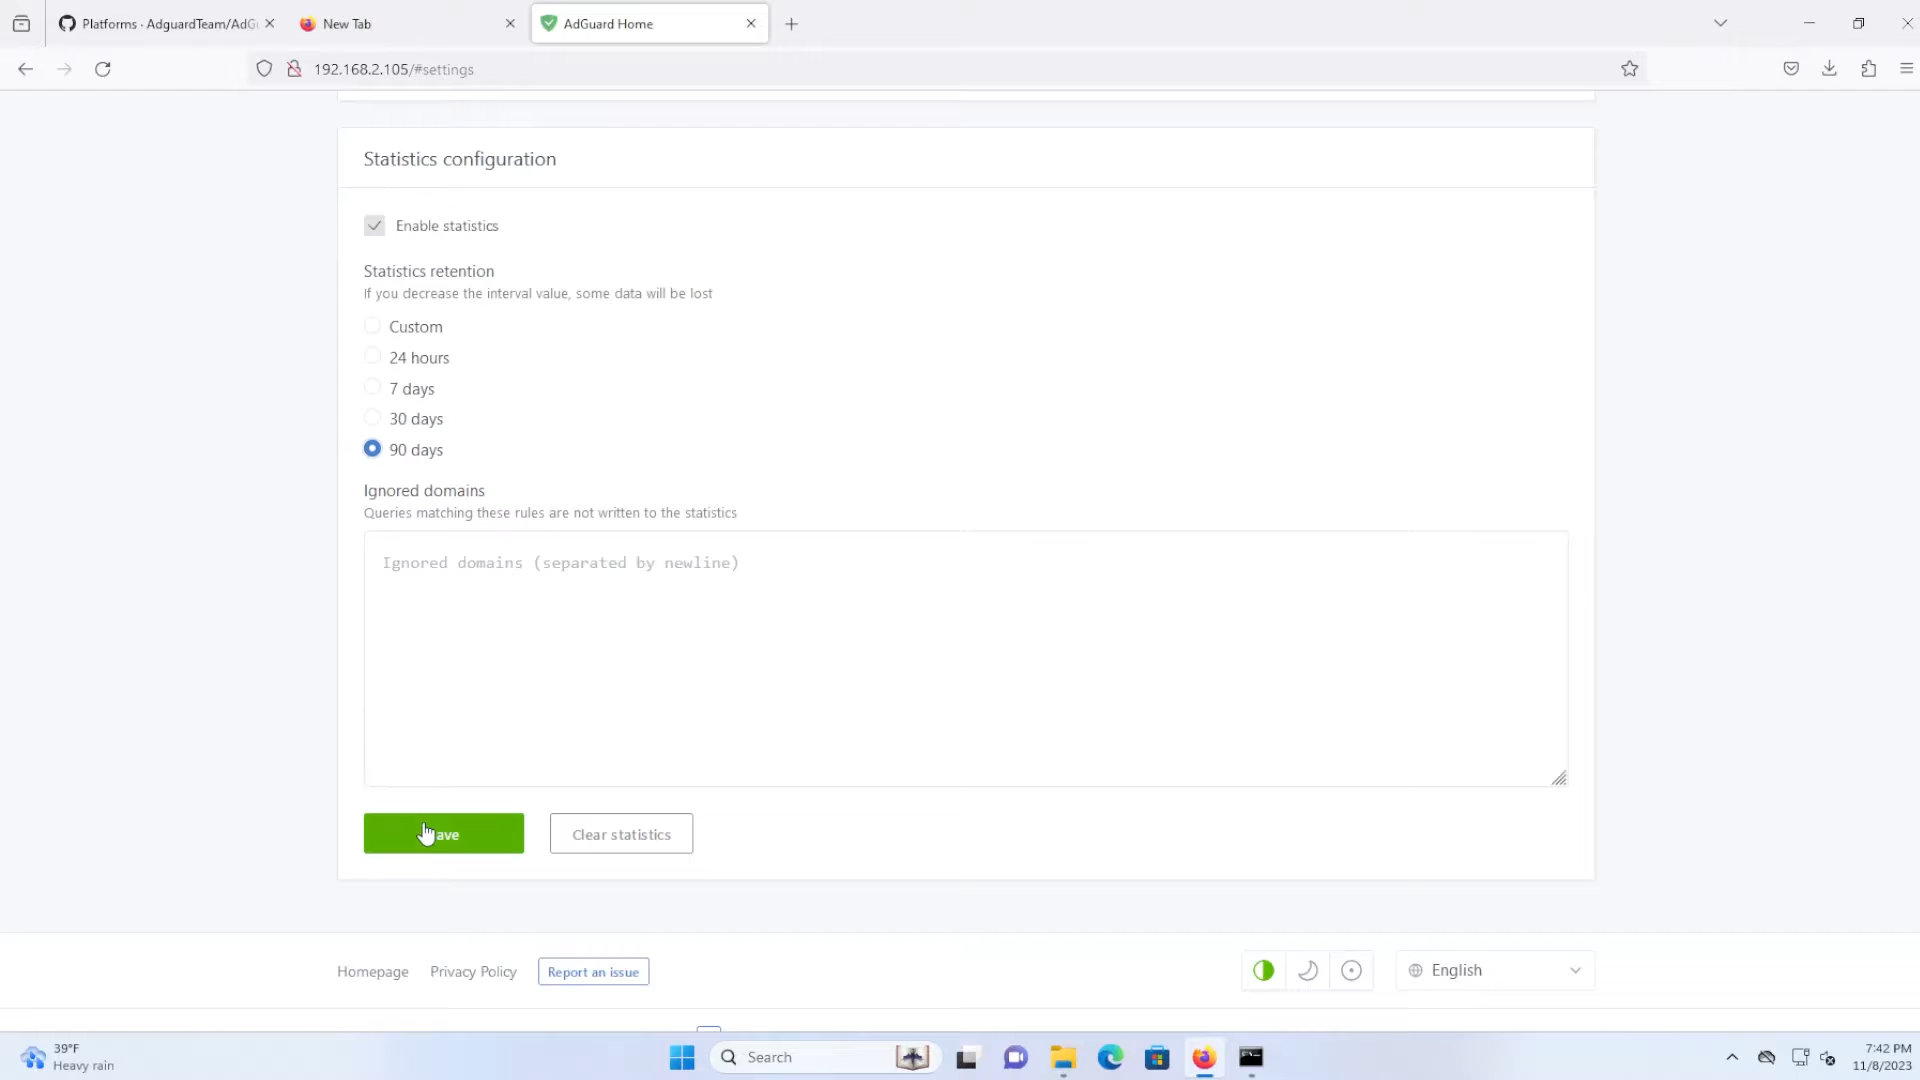 Platforms · AdguardTeam/AdGu
New Tab
AdGuard Home
192.168.2.105/#settings
Statistics configuration
Enable statistics
Statistics retention
If you decrease the interval value, some data will be lost
Custom
24 hours
7 days
30 days
90 days
Ignored domains
Queries matching these rules are not written to the statistics
Ignored domains (separated by newline)
ave
Clear statistics
Homepage
Privacy Policy
Report an issue
English
39°F
Heavy rain
Search
7:42 PM
11/8/2023